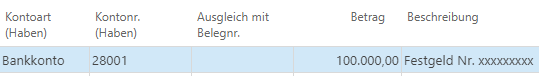 Kontoart (Haben) Kontonr. (Haben) Ausgleich mit Belegnr. Betrag Beschreibung
Bankkonto 28001 100.000,00 Festgeld Nr. xxxxxxxxx